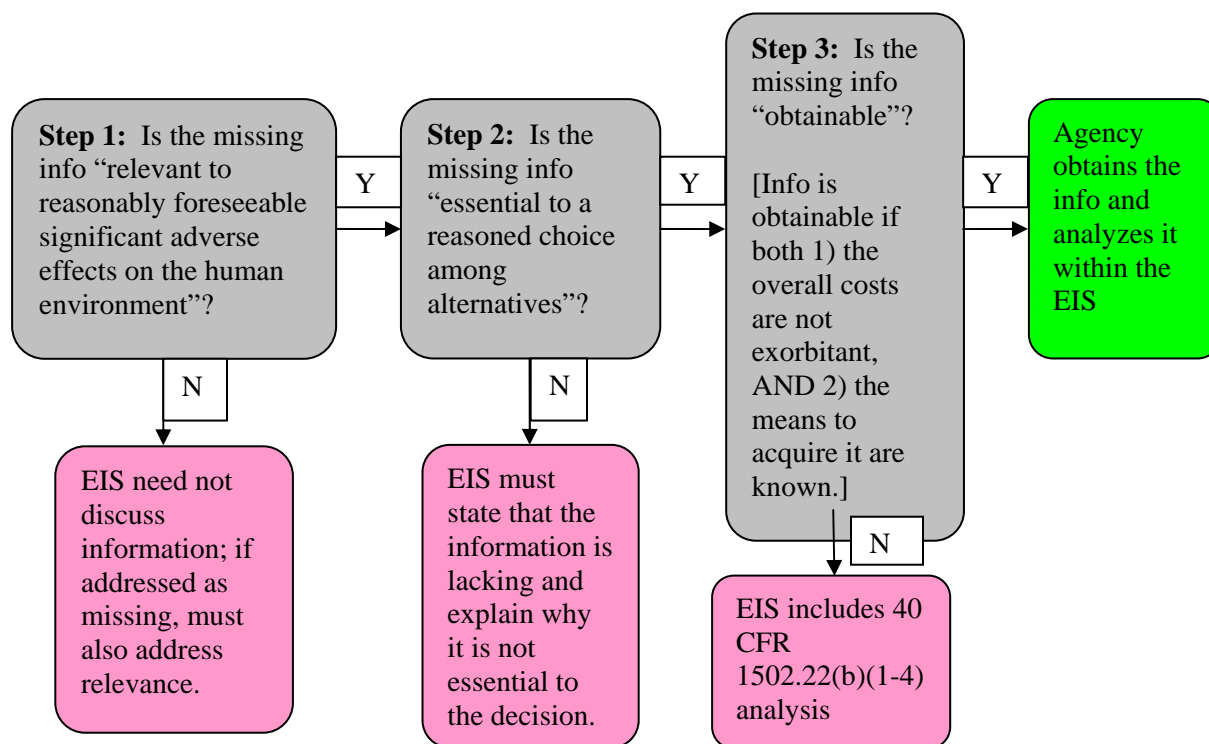 Step 1:  Is the missing
info “relevant to
reasonably foreseeable
significant adverse
effects on the human
environment”?
Y
N
EIS need not
discuss
information; if
addressed as
missing, must
also address
relevance.
Step 2:  Is the
missing info
“essential to a
reasoned choice
among
alternatives”?
Y
N
EIS must
state that the
information is
lacking and
explain why
it is not
essential to
the decision.
Step 3:  Is the
missing info
“obtainable”?
[Info is
obtainable if
both 1) the
overall costs
are not
exorbitant,
AND 2) the
means to
acquire it are
known.]
Y
N
EIS includes 40
CFR
1502.22(b)(1-4)
analysis
Agency
obtains the
info and
analyzes it
within the
EIS